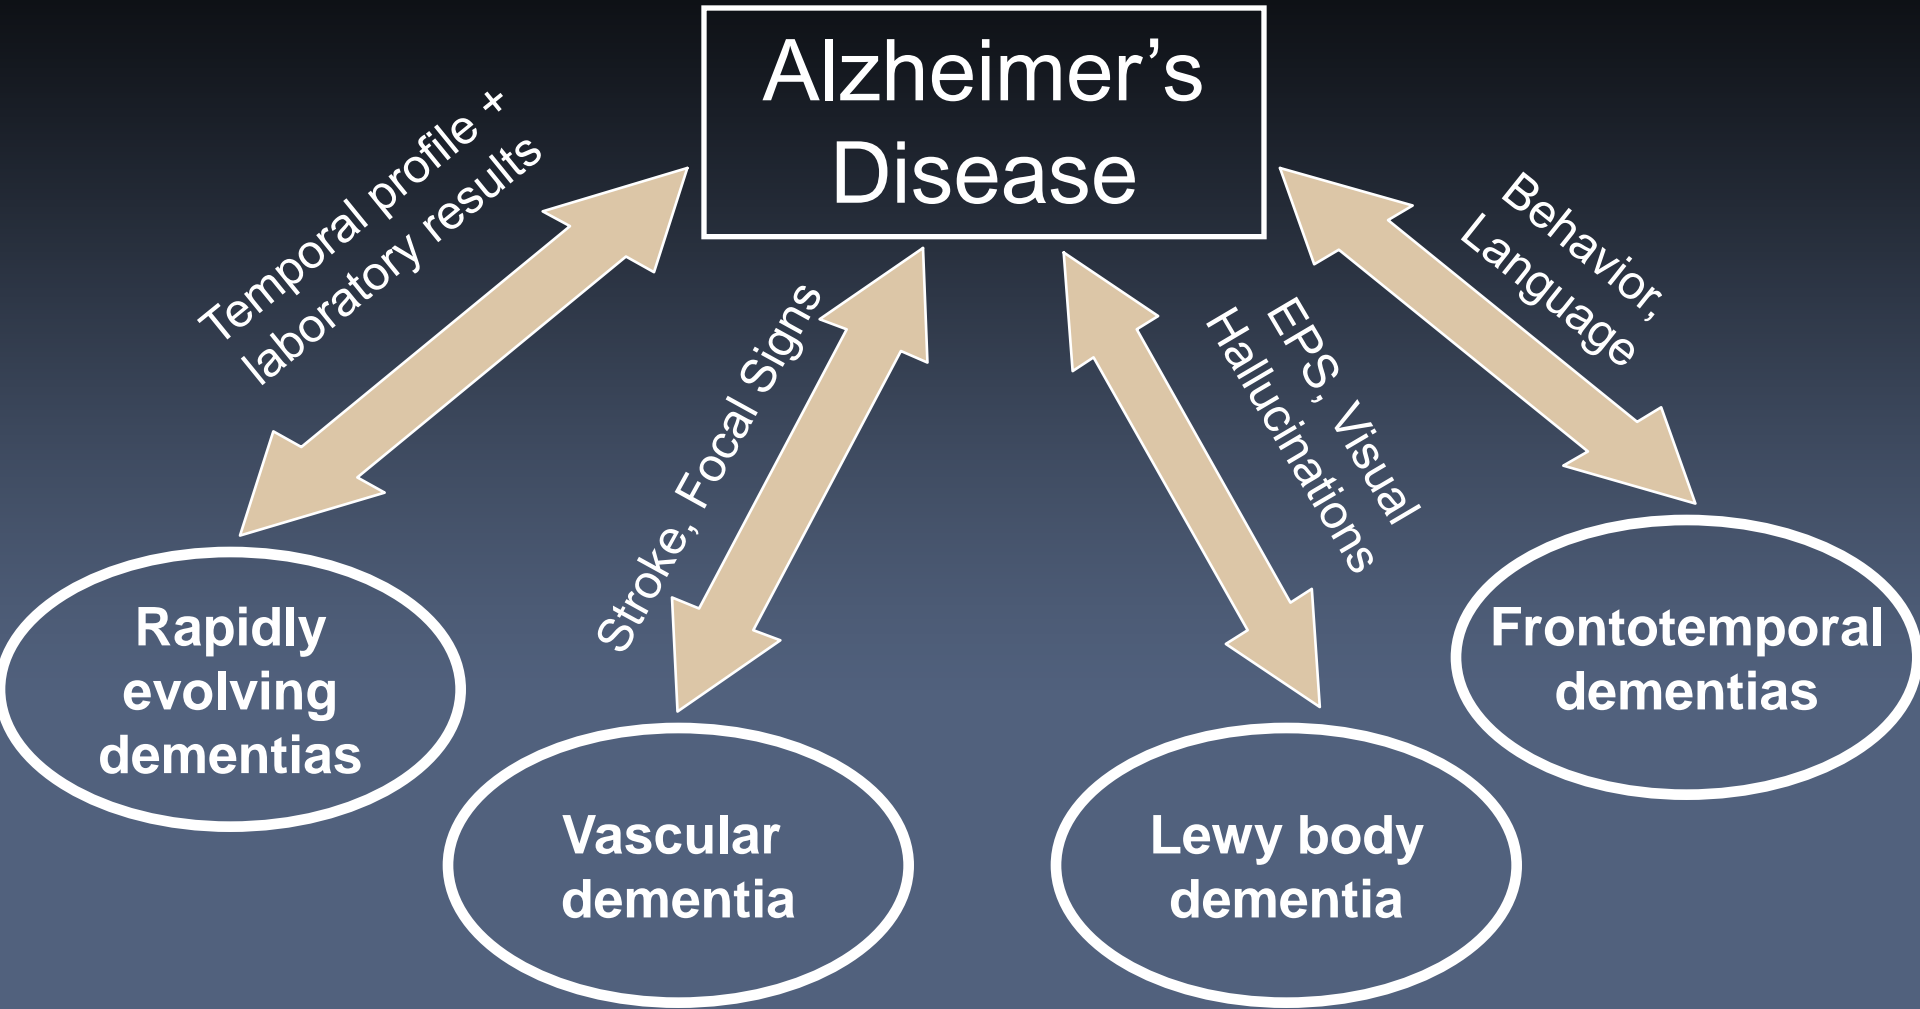 Alzheimer’s
Disease
Temporal profile +
laboratory results
Stroke, Focal Signs
EPS, Visual
Hallucinations
Behavior,
Language
Rapidly
evolving
dementias
Vascular
dementia
Lewy body
dementia
Frontotemporal
dementias